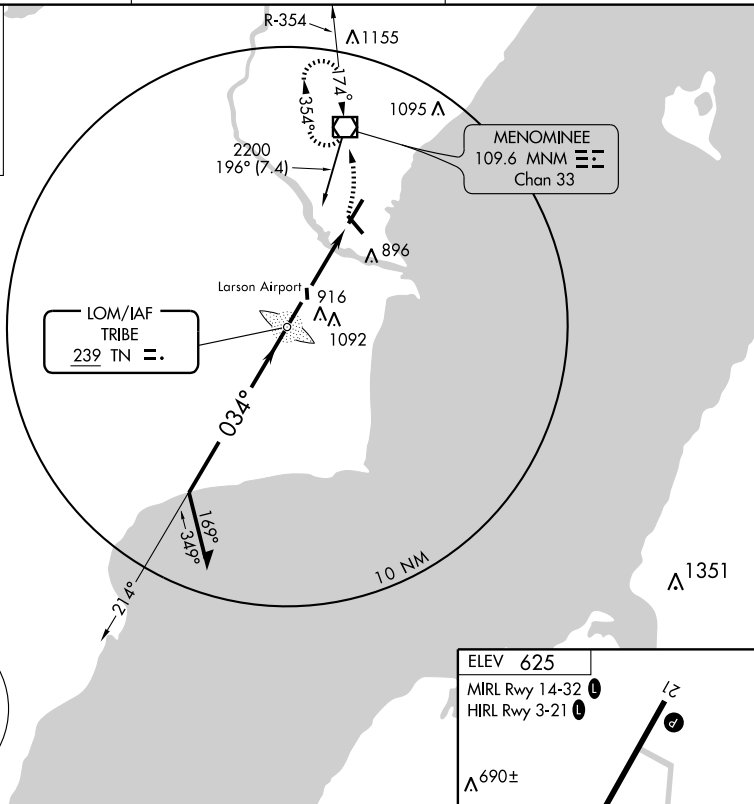 R-354
1155
174°
354°
1095
MENOMINEE
109.6 MNM
Chan 33
2200
196° (7.4)
896
Larson Airport
916
1092
LOM/IAF
TRIBE
239 TN
034°
169°
349°
10 NM
214°
1351
ELEV 625
MIRL Rwy 14-32 L
HIRL Rwy 3-21 L
21
P
690±